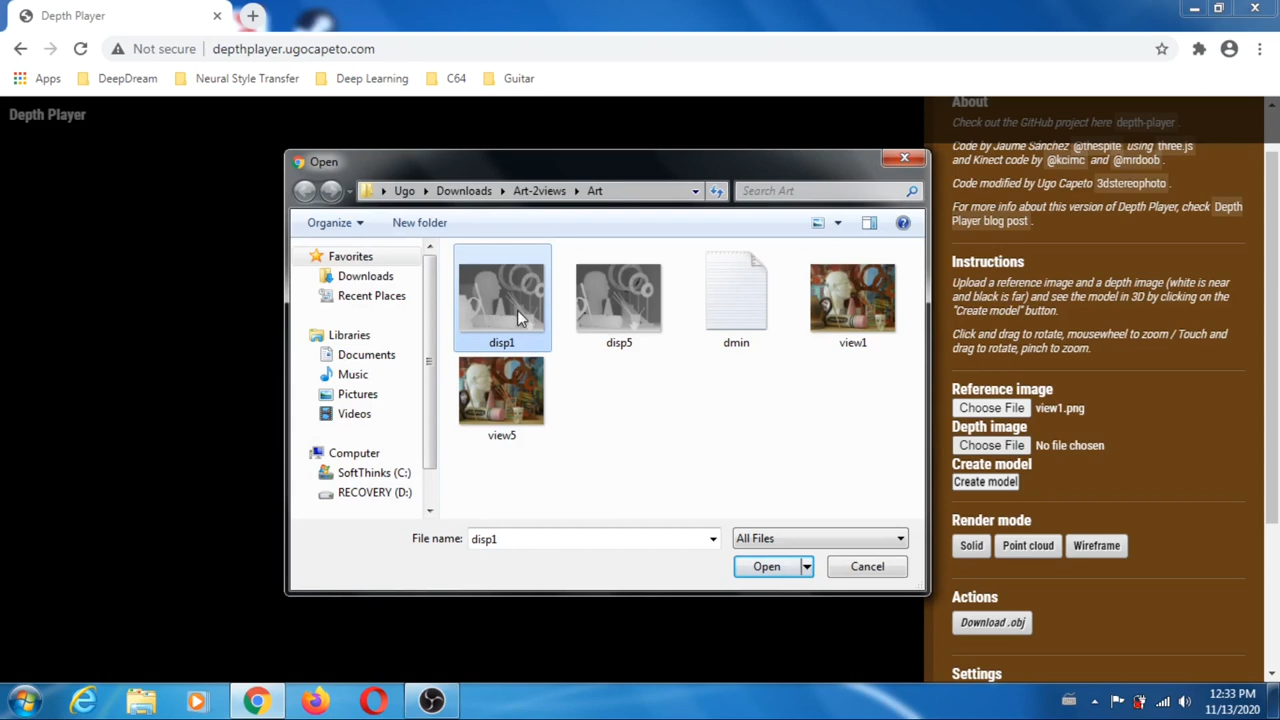 Depth Player
Not secure
depthplayer.ugocapeto.com
Apps
DeepDream
Neural Style Transfer
Deep Learning
C64
Guitar
Depth Player
Open
Ugo
Downloads
Art-2views
Art
Search Art
Organize
New folder
Favorites
Downloads
Recent Places
Libraries
Documents
Music
Pictures
Videos
Computer
SoftThinks (C:)
RECOVERY (D:)
disp1
disp5
dmin
view1
view5
File name:
disp1
All Files
Open
Cancel
About
Check out the GitHub project here depth-player .
Code by Jaume Sánchez @thespite using three.js
and Kinect code by @kcimc and @mrdoob .
Code modified by Ugo Capeto 3dstereophoto .
For more info about this version of Depth Player, check Depth
Player blog post .
Instructions
Upload a reference image and a depth image (white is near
and black is far) and see the model in 3D by clicking on the
"Create model" button.
Click and drag to rotate, mousewheel to zoom / Touch and
drag to rotate, pinch to zoom.
Reference image
Choose File view1.png
Depth image
Choose File No file chosen
Create model
Create model
Render mode
Solid
Point cloud
Wireframe
Actions
Download .obj
Settings
12:33 PM
11/13/2020